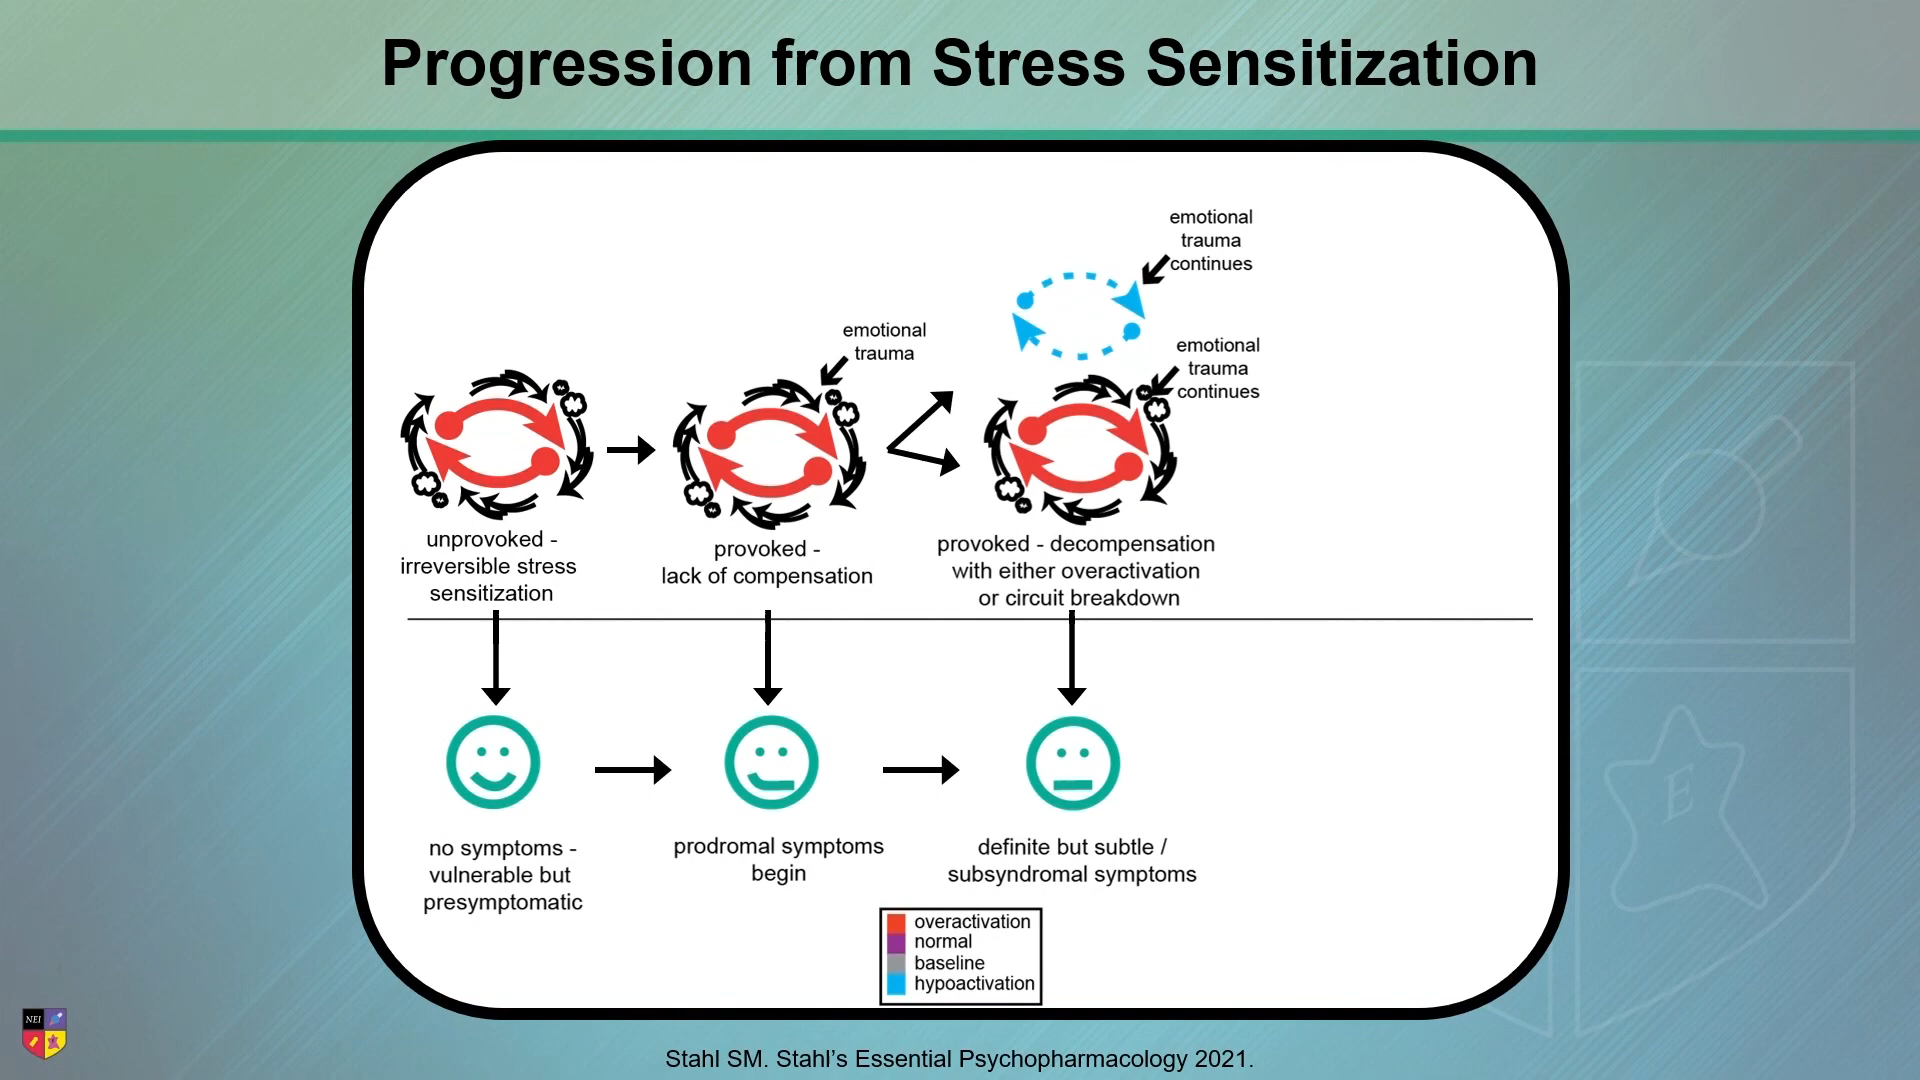 Progression from Stress Sensitization
emotional
trauma
continues
emotional
trauma
emotional
trauma
continues
unprovoked -
irreversible stress
sensitization
provoked -
lack of compensation
provoked - decompensation
with either overactivation
or circuit breakdown
no symptoms -
vulnerable but
presymptomatic
prodromal symptoms
begin
definite but subtle /
subsyndromal symptoms
overactivation
normal
baseline
hypoactivation
E
NEI
Stahl SM. Stahl’s Essential Psychopharmacology 2021.